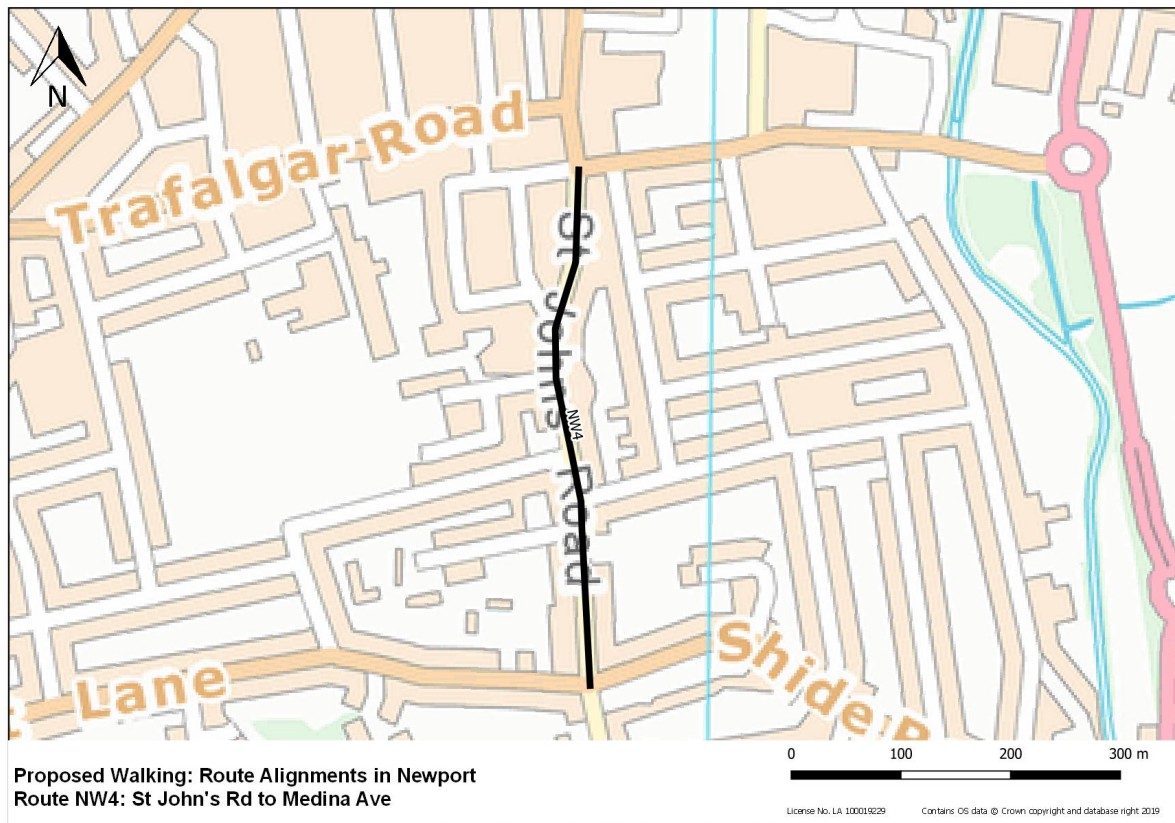 N
Trafalgar Road
St Johns Road
NW4
Lane
Shide
0 100 200 300 m
Proposed Walking: Route Alignments in Newport
Route NW4: St John's Rd to Medina Ave
License No. LA 100019229 Contains OS data © Crown copyright and database right 2019